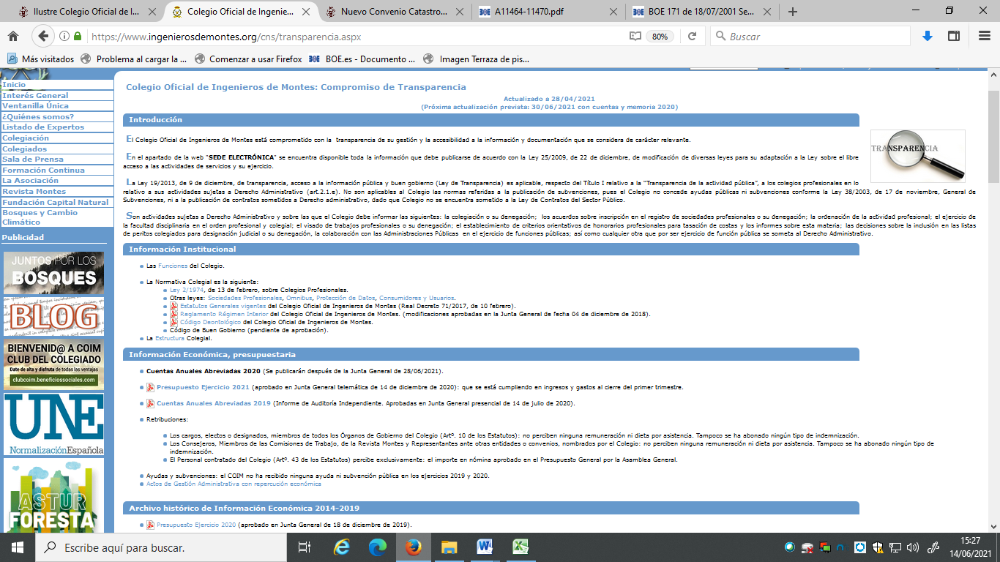 Ilustre Colegio Oficial de I...
Colegio Oficial de Ingenie...
Nuevo Convenio Catastro...
A11464-11470.pdf
BOE 171 de 18/07/2001 Se...
https://www.ingenierosdemontes.org/cns/transparencia.aspx
80%
Buscar
Más visitados
Problema al cargar la ...
Comenzar a usar Firefox
BOE.es - Documento ...
Imagen Terraza de pis...
Inicio
Interés General
Ventanilla Única
¿Quiénes somos?
Listado de Expertos
Colegiación
Colegiados
Sala de Prensa
Formación Continua
La Asociación
Revista Montes
Fundación Capital Natural
Bosques y Cambio
Climático
Publicidad
JUNTOS POR LOS
BOSQUES
BLOG
BIENVENID@ A COIM
CLUB DEL COLEGIADO
Date de alta y disfruta de todas las ventajas
clubcoim.beneficiossociales.com
UNE
NormalizaciónEspañola
ASTUR
FORESTA
Colegio Oficial de Ingenieros de Montes: Compromiso de Transparencia
Actualizado a 28/04/2021
(Próxima actualización prevista: 30/06/2021 con cuentas y memoria 2020)
Introducción
El Colegio Oficial de Ingenieros de Montes está comprometido con la transparencia de su gestión y la accesibilidad a la información y documentación que se considera de carácter relevante.
En el apartado de la web "SEDE ELECTRÓNICA" se encuentra disponible toda la información que debe publicarse de acuerdo con la Ley 25/2009, de 22 de diciembre, de modificación de diversas leyes para su adaptación a la Ley sobre el libre
acceso a las actividades de servicios y su ejercicio.
TRANSPARENCIA
La Ley 19/2013, de 9 de diciembre, de transparencia, acceso a la información pública y buen gobierno (Ley de Transparencia) es aplicable, respecto del Título I relativo a la "Transparencia de la actividad pública", a los colegios profesionales en lo
relativo a sus actividades sujetas a Derecho Administrativo (art.2.1.e). No son aplicables al Colegio las normas referidas a la publicación de subvenciones, pues el Colegio no concede ayudas públicas ni subvenciones conforme la Ley 38/2003, de 17 de noviembre, General de
Subvenciones, ni a la publicación de contratos sometidos a Derecho administrativo, dado que Colegio no se encuentra sometido a la Ley de Contratos del Sector Público.
Son actividades sujetas a Derecho Administrativo y sobre las que el Colegio debe informar las siguientes: la colegiación o su denegación; los acuerdos sobre inscripción en el registro de sociedades profesionales o su denegación; la ordenación de la actividad profesional; el ejercicio de
la facultad disciplinaria en el orden profesional y colegial; el visado de trabajos profesionales o su denegación; el establecimiento de criterios orientativos de honorarios profesionales para tasación de costas y los informes sobre esta materia; las decisiones sobre la inclusión en las listas
de peritos colegiados para designación judicial o su denegación, la colaboración con las Administraciones Públicas en el ejercicio de funciones públicas; así como cualquier otra que por ser ejercicio de función pública se someta al Derecho Administrativo.
Información Institucional
Las Funciones del Colegio.
La Normativa Colegial es la siguiente:
Ley 2/1974, de 13 de febrero, sobre Colegios Profesionales.
Otras leyes: Sociedades Profesionales, Omnibus, Protección de Datos, Consumidores y Usuarios.
Estatutos Generales vigentes del Colegio Oficial de Ingenieros de Montes (Real Decreto 71/2017, de 10 febrero).
Reglamento Régimen Interior del Colegio Oficial de Ingenieros de Montes. (modificaciones aprobadas en la Junta General de fecha 04 de diciembre de 2018).
Código Deontológico del Colegio Oficial de Ingenieros de Montes.
Código de Buen Gobierno (pendiente de aprobación).
La Estructura Colegial.
Información Económica, presupuestaria
Cuentas Anuales Abreviadas 2020 (Se publicarán después de la Junta General de 28/06/2021).
Presupuesto Ejercicio 2021 (aprobado en Junta General telemática de 14 de diciembre de 2020): que se está cumpliendo en ingresos y gastos al cierre del primer trimestre.
Cuentas Anuales Abreviadas 2019 (Informe de Auditoría Independiente. Aprobadas en Junta General presencial de 14 de julio de 2020).
Retribuciones:
Los cargos, electos o designados, miembros de todos los Órganos de Gobierno del Colegio (Artº. 10 de los Estatutos): no perciben ninguna remuneración ni dieta por asistencia. Tampoco se ha abonado ningún tipo de indemnización.
Los Consejeros, Miembros de las Comisiones de Trabajo, de la Revista Montes y Representantes ante otras entidades o convenios, nombrados por el Colegio: no perciben ninguna remuneración ni dieta por asistencia. Tampoco se ha abonado ningún tipo de
indemnización.
El Personal contratado del Colegio (Artº. 43 de los Estatutos) percibe exclusivamente: el importe en nómina aprobado en el Presupuesto General por la Asamblea General.
Ayudas y subvenciones: el COIM no ha recibido ninguna ayuda ni subvención pública en los ejercicios 2019 y 2020.
Actos de Gestión Administrativa con repercución económica
Archivo histórico de Información Económica 2014-2019
Presupuesto Ejercicio 2020 (aprobado en Junta General de 18 de diciembre de 2019).
Escribe aquí para buscar.
15:27
14/06/2021